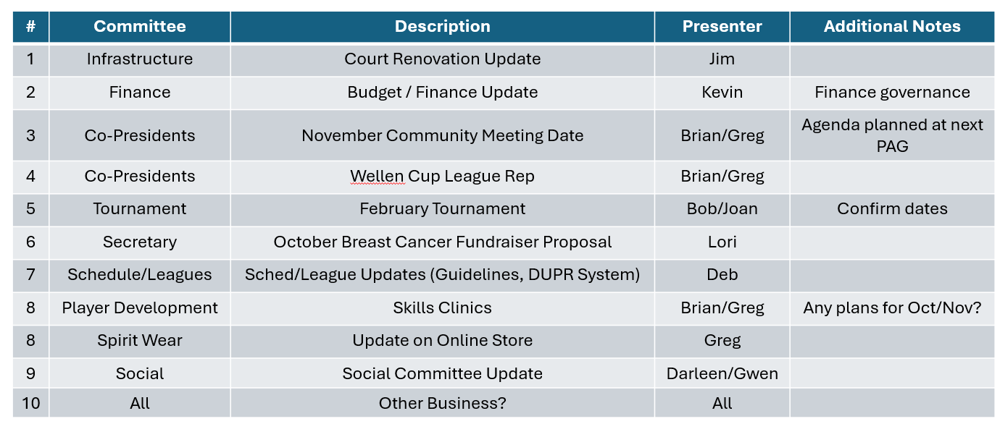 # Committee Description Presenter Additional Notes
1 Infrastructure Court Renovation Update Jim
2 Finance Budget / Finance Update Kevin Finance governance
3 Co-Presidents November Community Meeting Date Brian/Greg Agenda planned at next
PAG
4 Co-Presidents Wellen Cup League Rep Brian/Greg
5 Tournament February Tournament Bob/Joan Confirm dates
6 Secretary October Breast Cancer Fundraiser Proposal Lori
7 Schedule/Leagues Sched/League Updates (Guidelines, DUPR System) Deb
8 Player Development Skills Clinics Brian/Greg Any plans for Oct/Nov?
8 Spirit Wear Update on Online Store Greg
9 Social Social Committee Update Darleen/Gwen
10 All Other Business? All